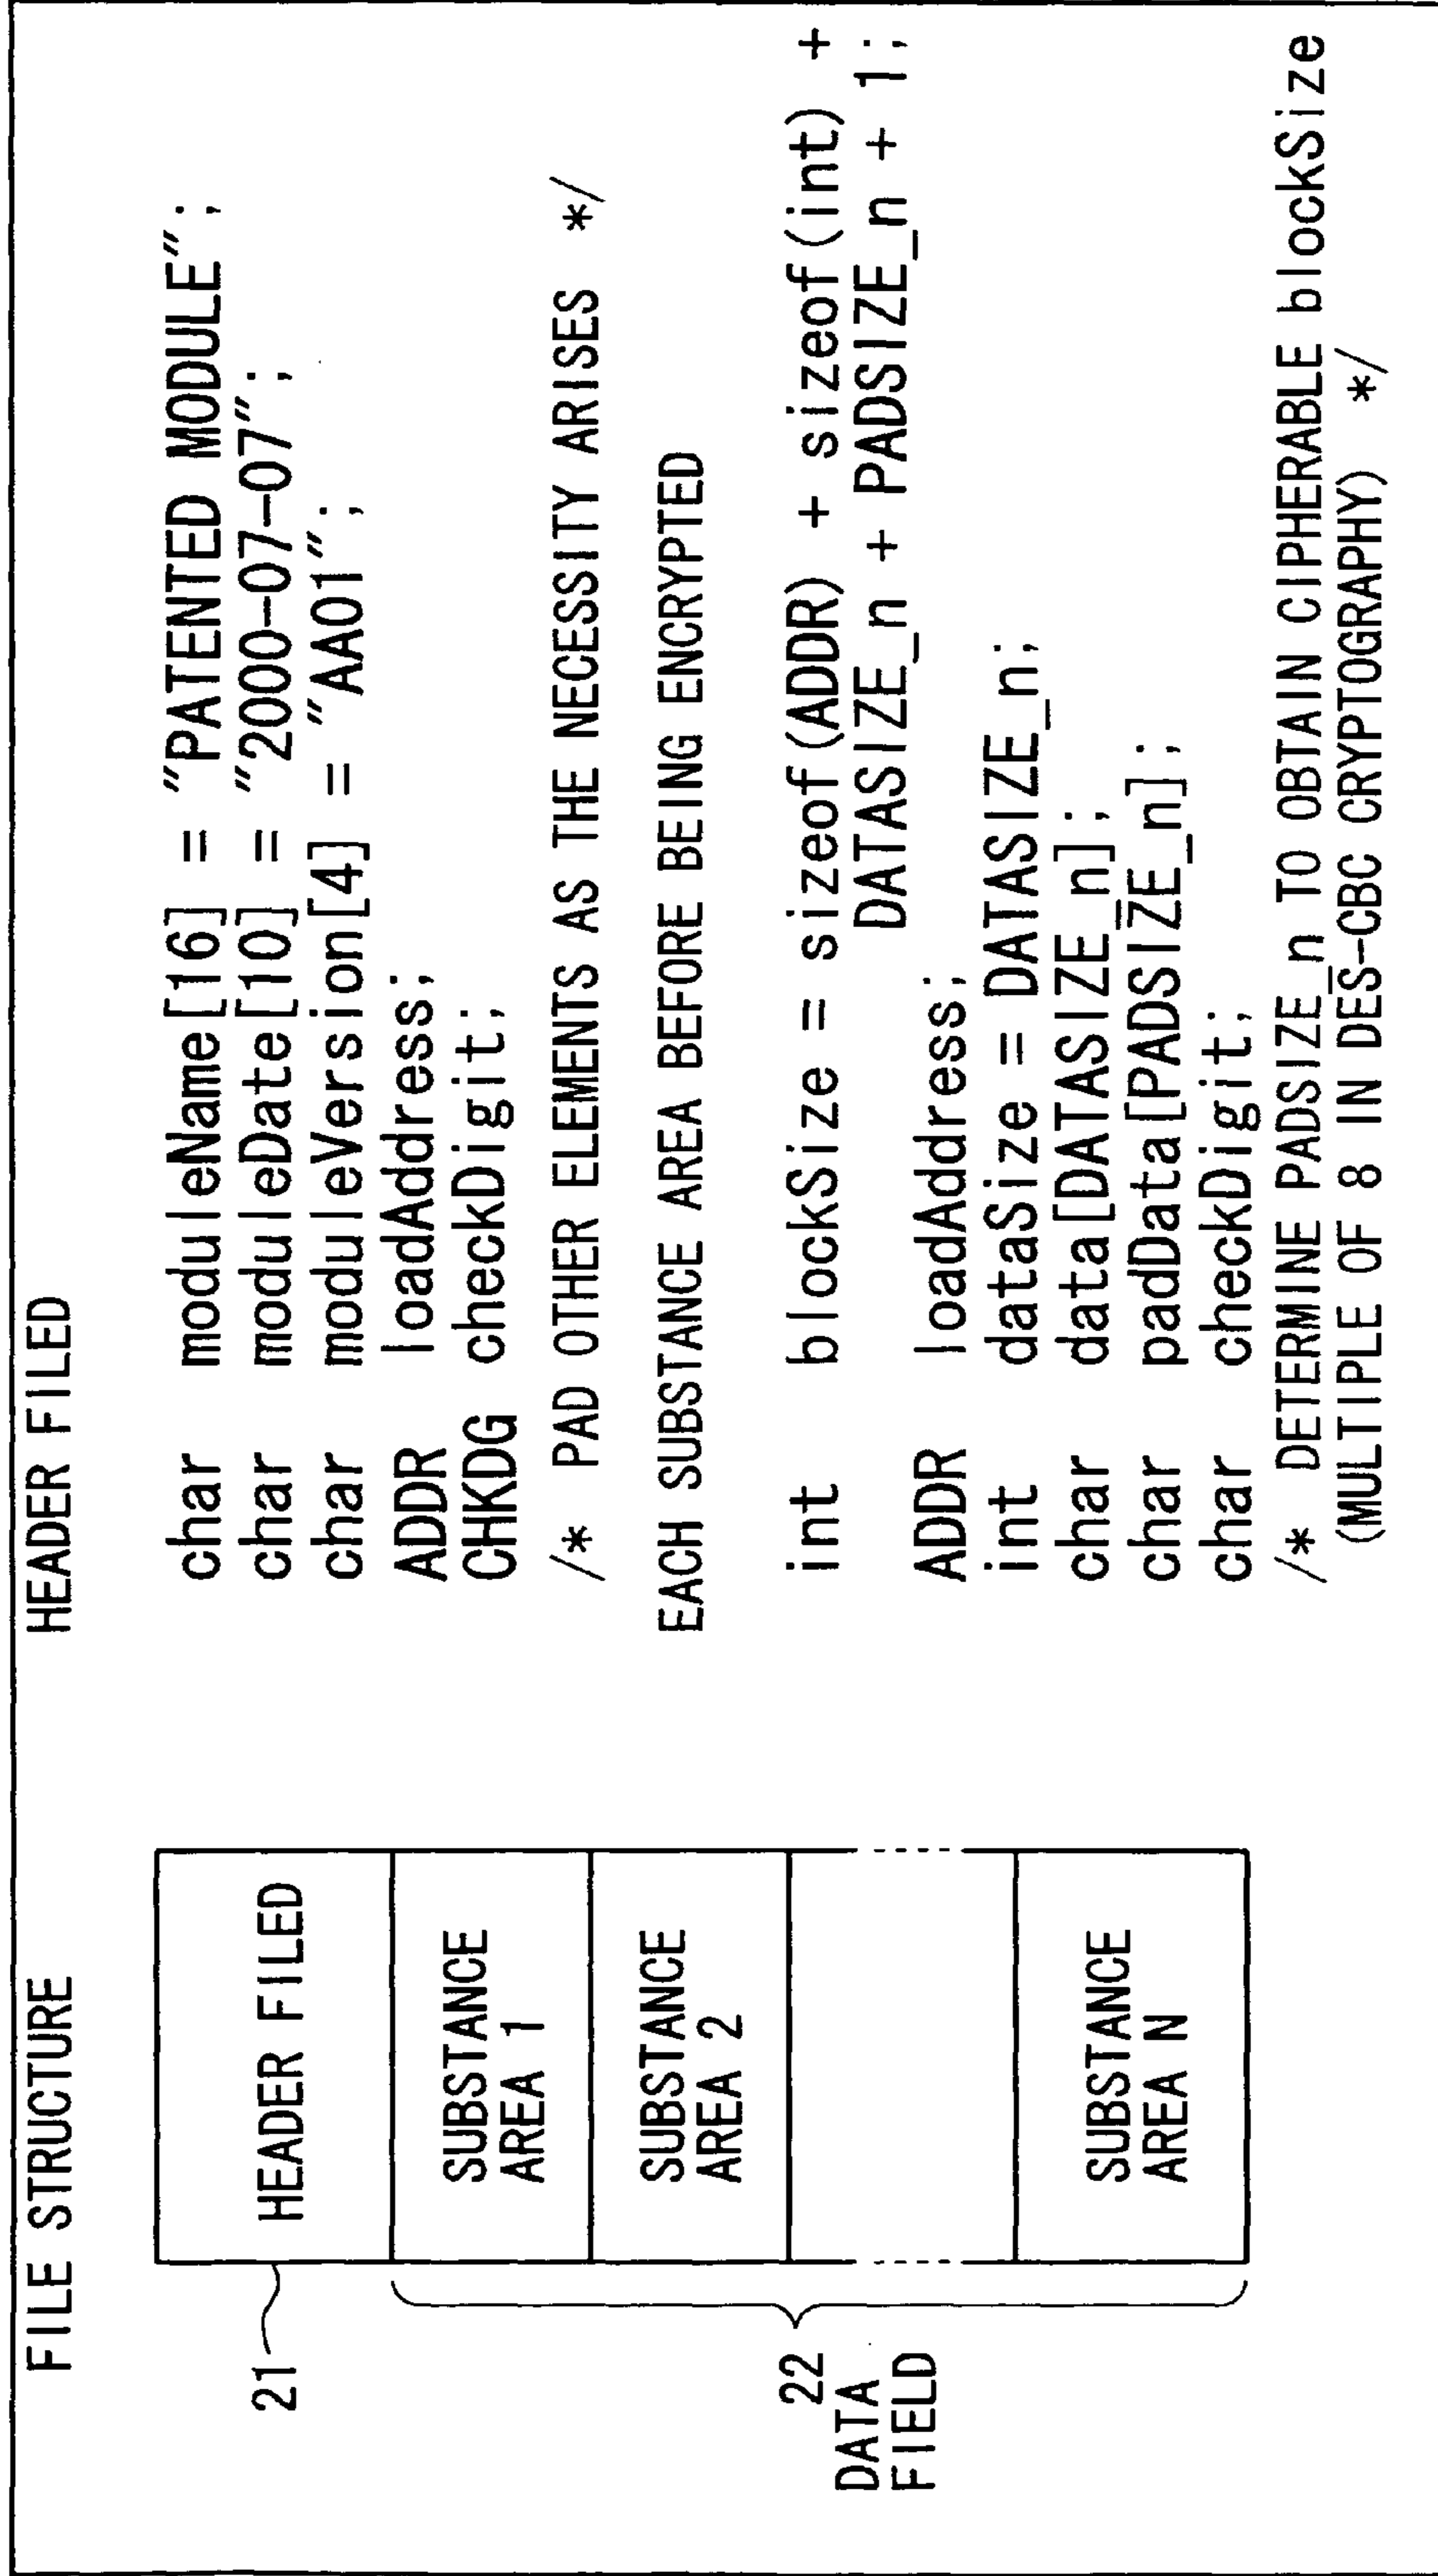 FILE STRUCTURE
21
HEADER FILED
SUBSTANCE
AREA 1
SUBSTANCE
AREA 2
SUBSTANCE
AREA N
22
DATA
FIELD
HEADER FILED
char moduleName[16] = "PATENTED MODULE";
char moduleDate[10] = "2000-07-07";
char moduleVersion[4] = "AA01";
ADDR loadAddress;
CHKDG checkDigit;
/* PAD OTHER ELEMENTS AS THE NECESSITY ARISES */
EACH SUBSTANCE AREA BEFORE BEING ENCRYPTED
int blockSize = sizeof(ADDR) + sizeof(int) +
DATASIZE_n + PADSIZE_n + 1;
ADDR loadAddress;
int dataSize = DATASIZE_n;
char data[DATASIZE_n];
char padData[PADSIZE_n];
char checkDigit;
/* DETERMINE PADSIZE_n TO OBTAIN CIPHERABLE blockSize
(MULTIPLE OF 8 IN DES-CBC CRYPTOGRAPHY) */